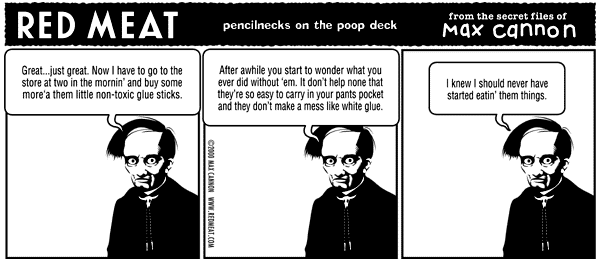 RED MEAT
pencilnecks on the poop deck
from the secret files of
Max cannon
Great...just great. Now I have to go to the
store at two in the mornin' and buy some
more'a them little non-toxic glue sticks.
After awhile you start to wonder what you
ever did without 'em. It don't help none that
they're so easy to carry in your pants pocket
and they don't make a mess like white glue.
©2000 MAX CANNON WWW.REDMEAT.COM
I knew I should never have
started eatin' them things.